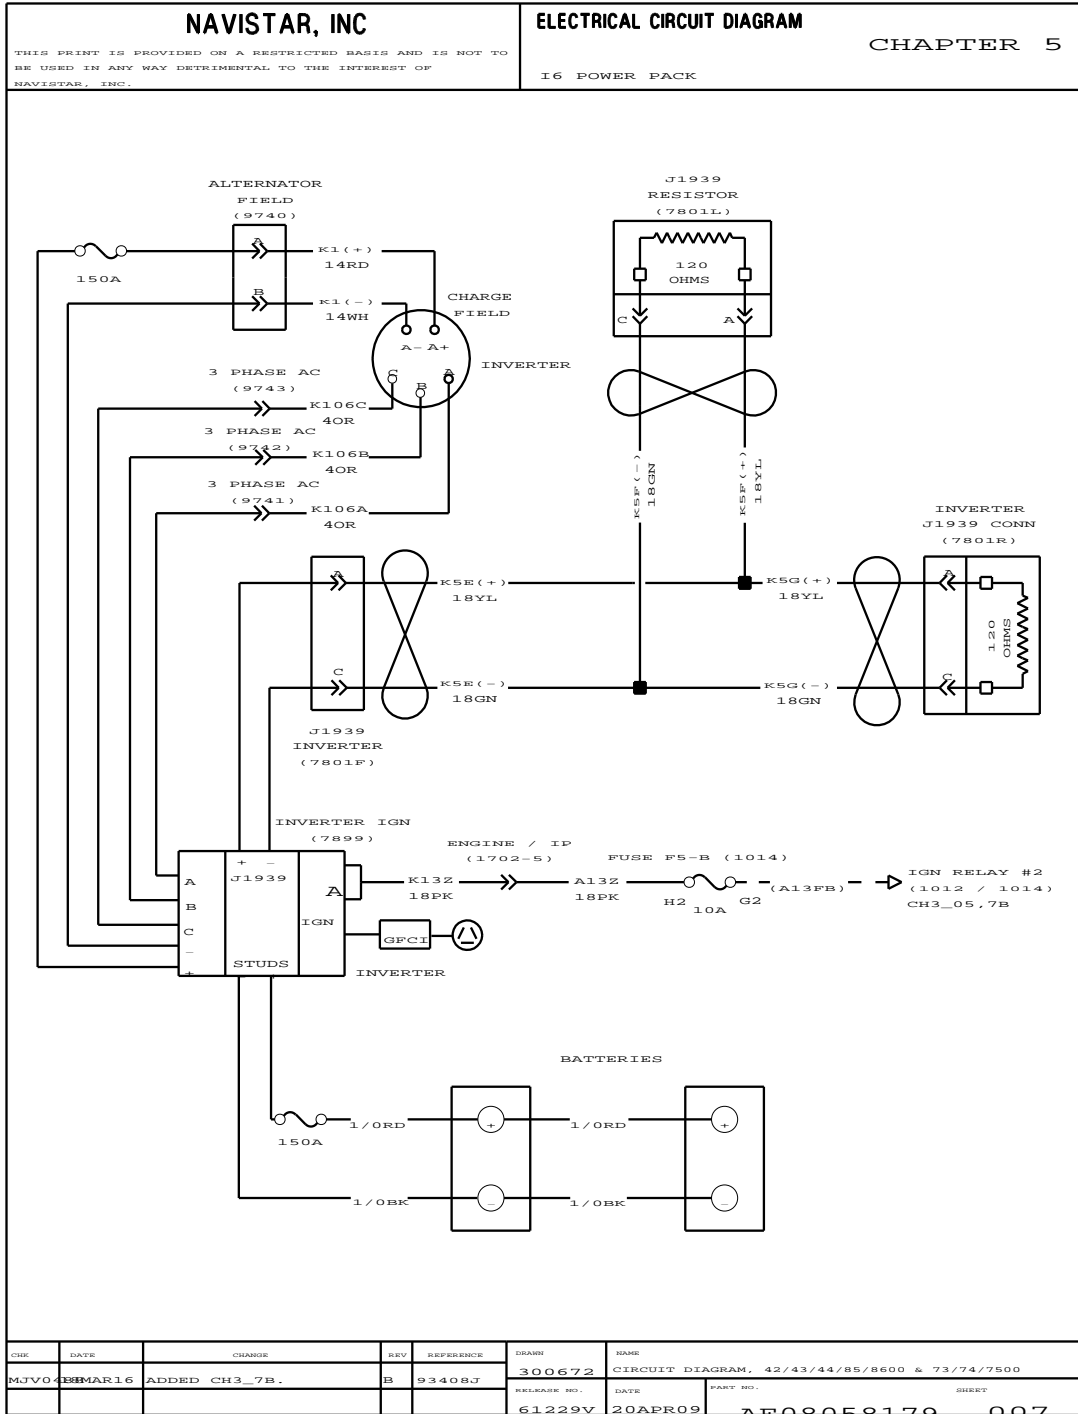 NAVISTAR, INC
THIS PRINT IS PROVIDED ON A RESTRICTED BASIS AND IS NOT TO
BE USED IN ANY WAY DETRIMENTAL TO THE INTEREST OF
NAVISTAR, INC.
ELECTRICAL CIRCUIT DIAGRAM
CHAPTER 5
I6 POWER PACK
ALTERNATOR
FIELD
(9740)
A
B
150A
K1(+)
14RD
K1(-)
14WH
CHARGE
FIELD
A- A+
C
B
A
INVERTER
3 PHASE AC
(9743)
K106C
4OR
3 PHASE AC
(9742)
K106B
4OR
3 PHASE AC
(9741)
K106A
4OR
J1939
RESISTOR
(7801L)
120
OHMS
C
A
K5F(-)
18GN
K5F(+)
18YL
INVERTER
J1939 CONN
(7801R)
A
C
120
OHMS
A
C
K5E(+)
18YL
K5G(+)
18YL
K5E(-)
18GN
K5G(-)
18GN
J1939
INVERTER
(7801F)
INVERTER IGN
(7899)
+ -
J1939
A
B
C
-
+
A
IGN
STUDS
K13Z
18PK
ENGINE / IP
(1702-5)
A13Z
18PK
FUSE F5-B (1014)
H2
10A
G2
(A13FB)
IGN RELAY #2
(1012 / 1014)
CH3_05,7B
GFCI
INVERTER
BATTERIES
150A
1/0RD
+
1/0RD
+
1/0BK
-
1/0BK
-
CHK DATE CHANGE REV REFERENCE
MJV04 MAR16 ADDED CH3_7B. B 93408J
DRAWN
300672
NAME
CIRCUIT DIAGRAM, 42/43/44/85/8600 & 73/74/7500
RELEASE NO.
61229V
DATE
20APR09
PART NO.
AF08058179
SHEET
007